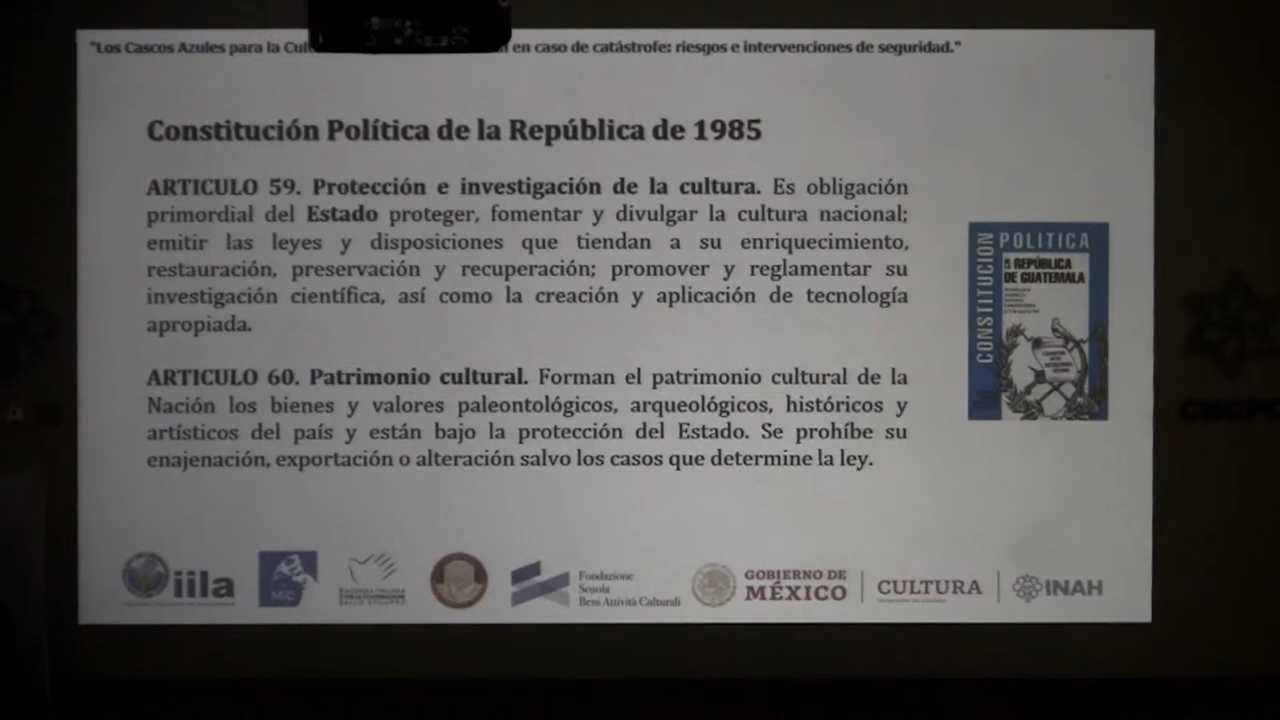 "Los Cascos Azules para la Cult en caso de catástrofe: riesgos e intervenciones de seguridad."
Constitución Política de la República de 1985
ARTICULO 59. Protección e investigación de la cultura. Es obligación
primordial del Estado proteger, fomentar y divulgar la cultura nacional;
emitir las leyes y disposiciones que tiendan a su enriquecimiento,
restauración, preservación y recuperación; promover y reglamentar su
investigación científica, así como la creación y aplicación de tecnología
apropiada.
ARTICULO 60. Patrimonio cultural. Forman el patrimonio cultural de la
Nación los bienes y valores paleontológicos, arqueológicos, históricos y
artísticos del país y están bajo la protección del Estado. Se prohíbe su
enajenación, exportación o alteración salvo los casos que determine la ley.
CONSTITUCION
POLITICA
DE LA REPÚBLICA
DE GUATEMALA
iila
MiC
Fondazione
Scuola
Beni Attività Culturali
GOBIERNO DE
MÉXICO
CULTURA
INAH